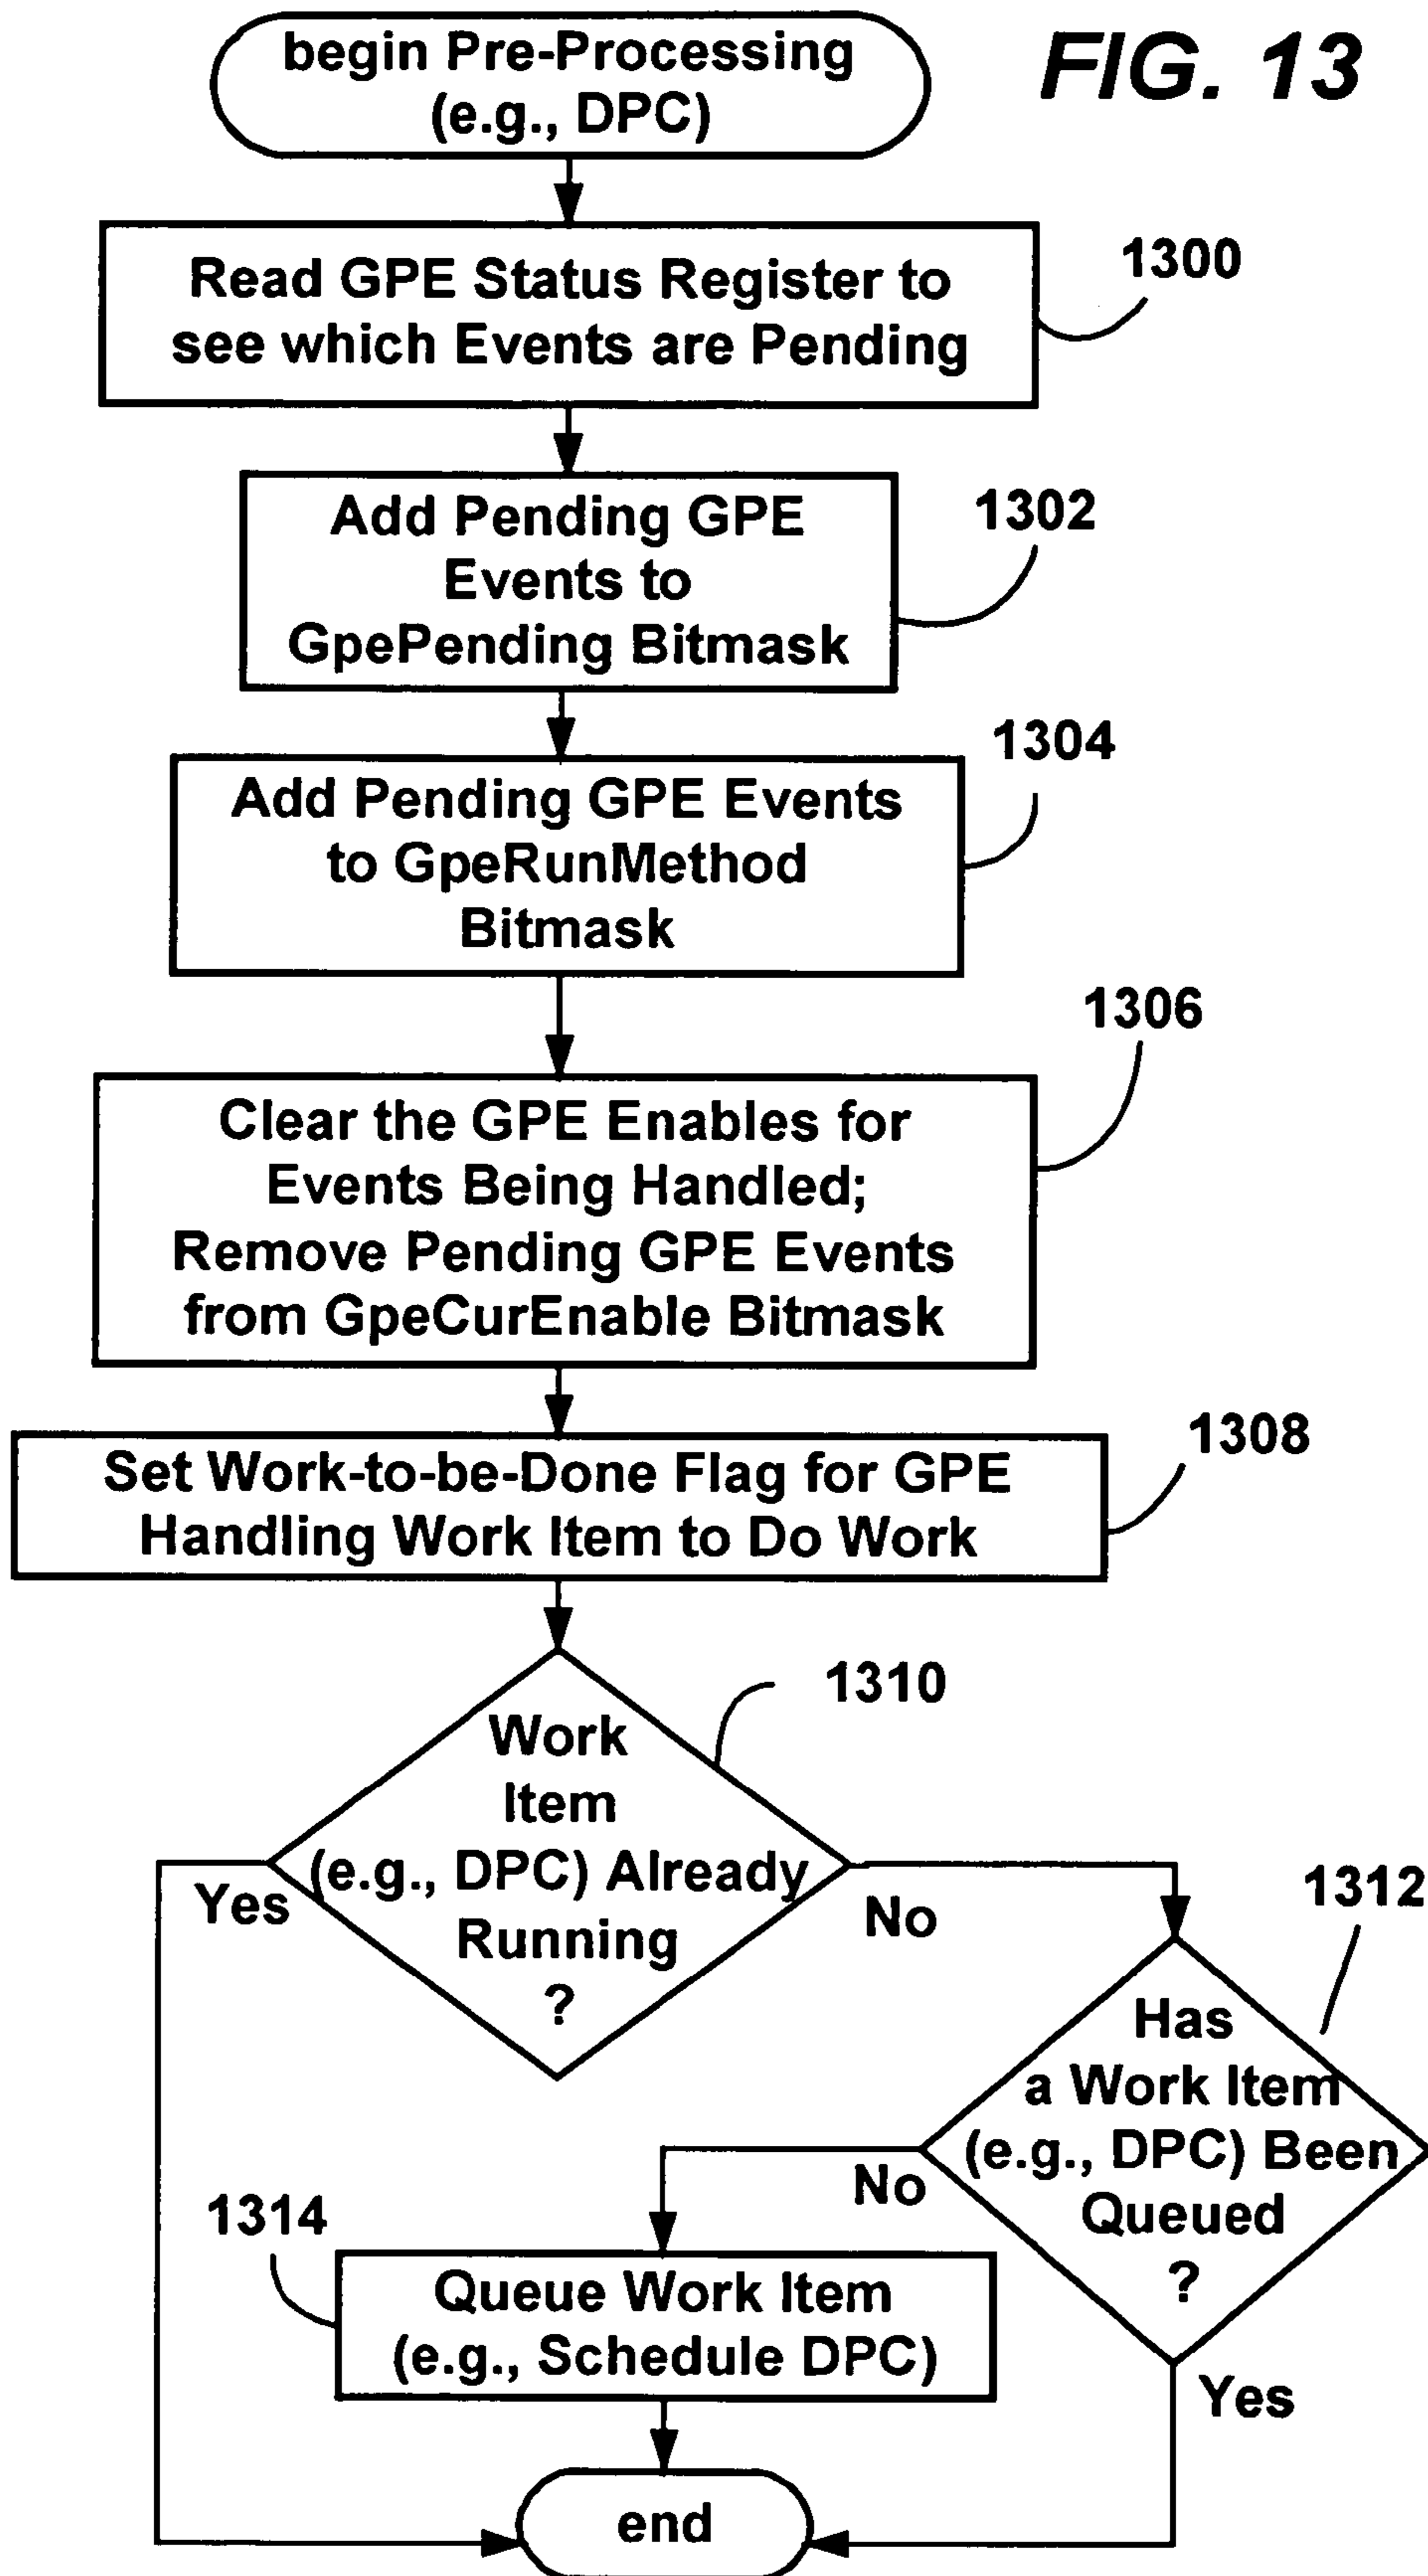 begin Pre-Processing
(e.g., DPC)
FIG. 13
Read GPE Status Register to
see which Events are Pending
1300
Add Pending GPE
Events to
GpePending Bitmask
1302
Add Pending GPE Events
to GpeRunMethod
Bitmask
1304
Clear the GPE Enables for
Events Being Handled;
Remove Pending GPE Events
from GpeCurEnable Bitmask
1306
Set Work-to-be-Done Flag for GPE
Handling Work Item to Do Work
1308
Work
Item
(e.g., DPC) Already
Running
?
1310
Yes
No
1312
Has
a Work Item
(e.g., DPC) Been
Queued
?
No
Yes
1314
Queue Work Item
(e.g., Schedule DPC)
end